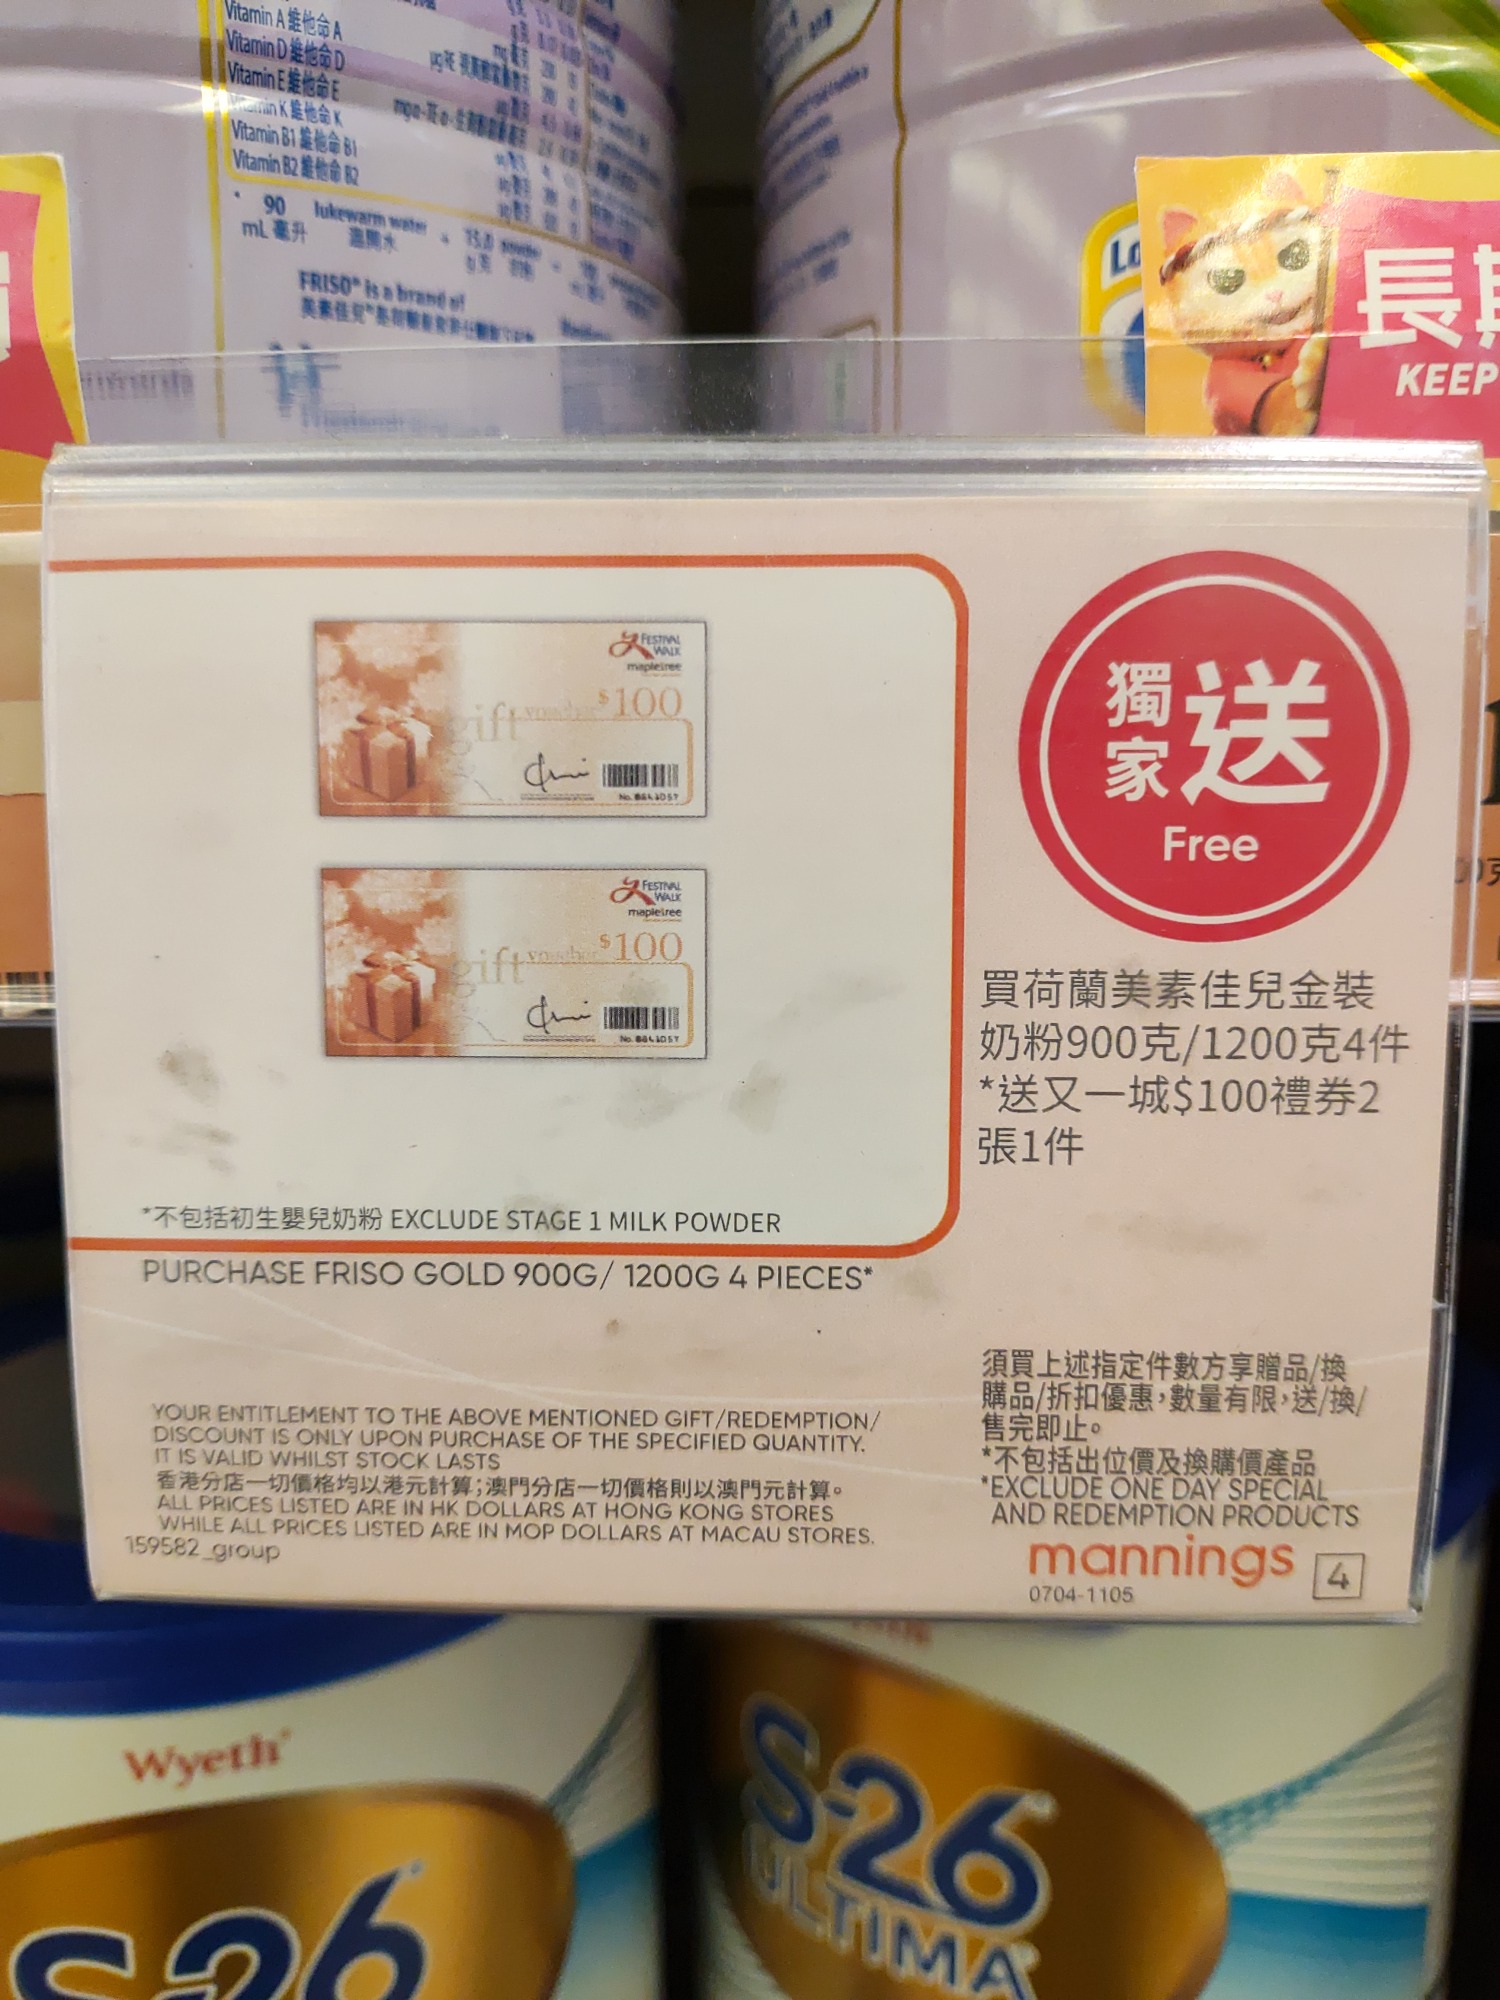 Vitamin A 維他命 A
Vitamin D 維他命 D
Vitamin E 維他命 E
Vitamin K 維他命 K
Vitamin B1 維他命 B1
Vitamin B2 維他命 B2
90 lukewarm water
mL 毫升 溫開水
FRISO® is a brand of
長
KEEP
FESTIVAL
WALK
mapletree
gift voucher $100
FESTIVAL
WALK
mapletree
gift voucher $100
獨家送
Free
買荷蘭美素佳兒金裝
奶粉900克/1200克4件
*送又一城$100禮券2
張1件
*不包括初生嬰兒奶粉 EXCLUDE STAGE 1 MILK POWDER
PURCHASE FRISO GOLD 900G/ 1200G 4 PIECES*
須買上述指定件數方享贈品/換
購品/折扣優惠,數量有限,送/換/
售完即止。
*不包括出位價及換購價產品
*EXCLUDE ONE DAY SPECIAL
AND REDEMPTION PRODUCTS
YOUR ENTITLEMENT TO THE ABOVE MENTIONED GIFT/REDEMPTION/
DISCOUNT IS ONLY UPON PURCHASE OF THE SPECIFIED QUANTITY.
IT IS VALID WHILST STOCK LASTS
香港分店一切價格均以港元計算;澳門分店一切價格則以澳門元計算。
ALL PRICES LISTED ARE IN HK DOLLARS AT HONG KONG STORES
WHILE ALL PRICES LISTED ARE IN MOP DOLLARS AT MACAU STORES.
159582_group
mannings 4
0704-1105
Wyeth®
S-26
S-26™
ULTIMA®